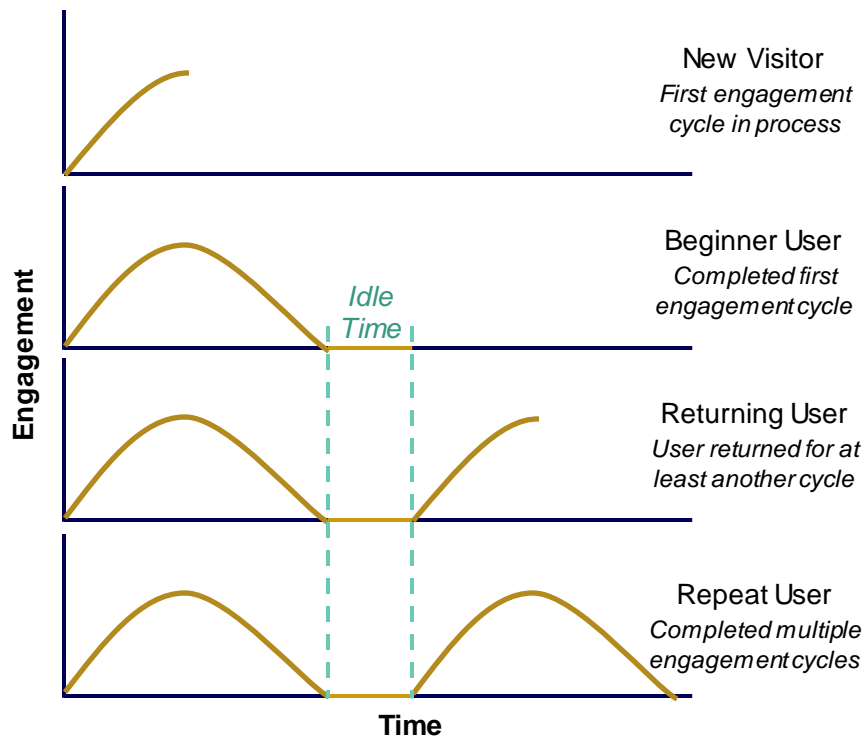 New Visitor
First engagement
cycle in process
Beginner User
Completed first
engagement cycle
Idle
Time
Engagement
Returning User
User returned for at
least another cycle
Repeat User
Completed multiple
engagement cycles
Time